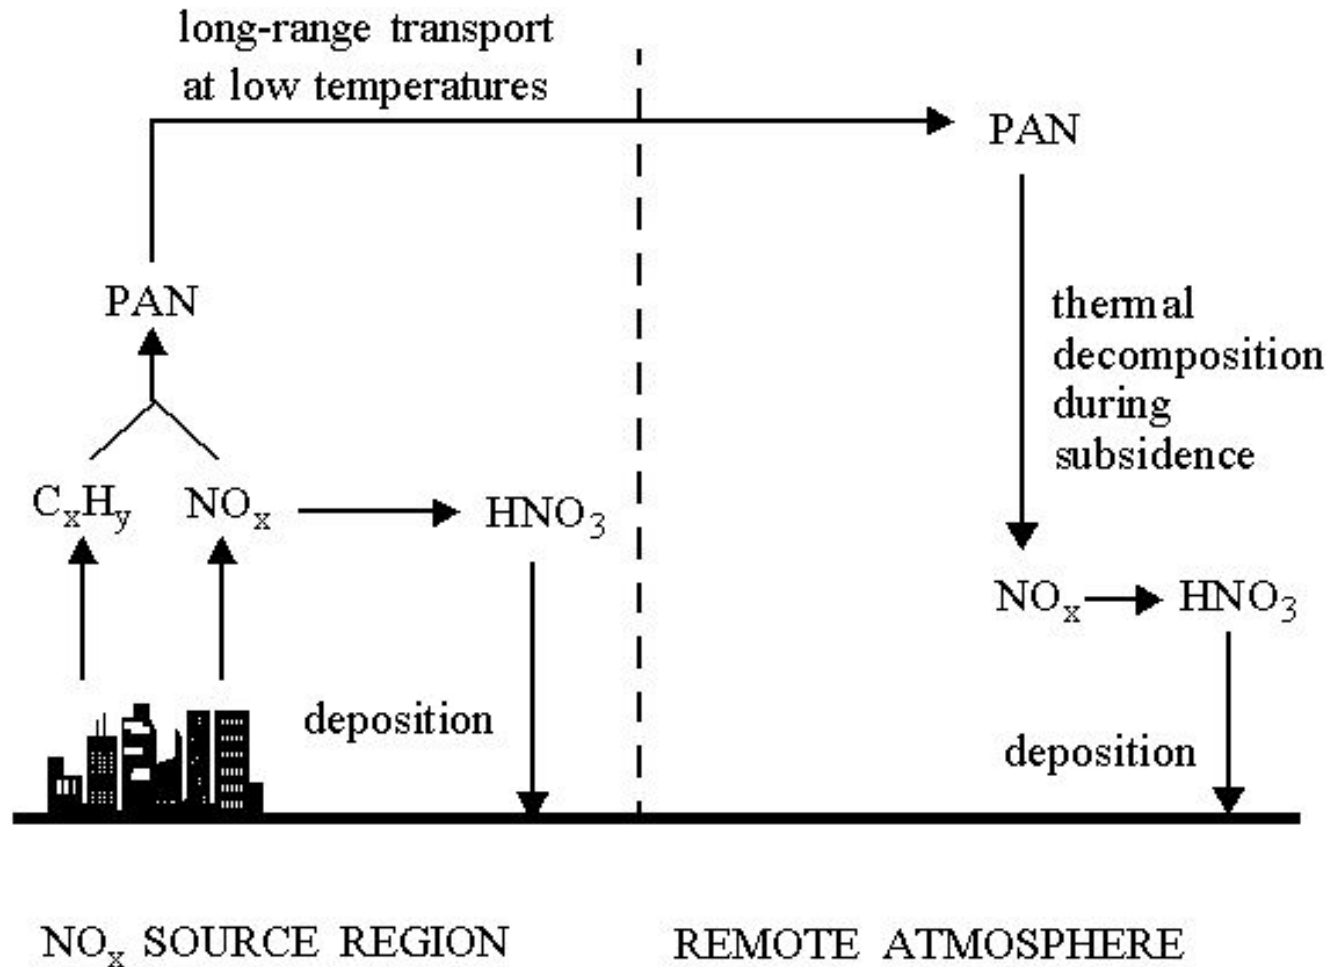 long-range transport
at low temperatures
PAN
PAN
thermal
decomposition
during
subsidence
CₓHᵧ
NOₓ
HNO₃
NOₓ
HNO₃
deposition
deposition
NOₓ SOURCE REGION
REMOTE ATMOSPHERE